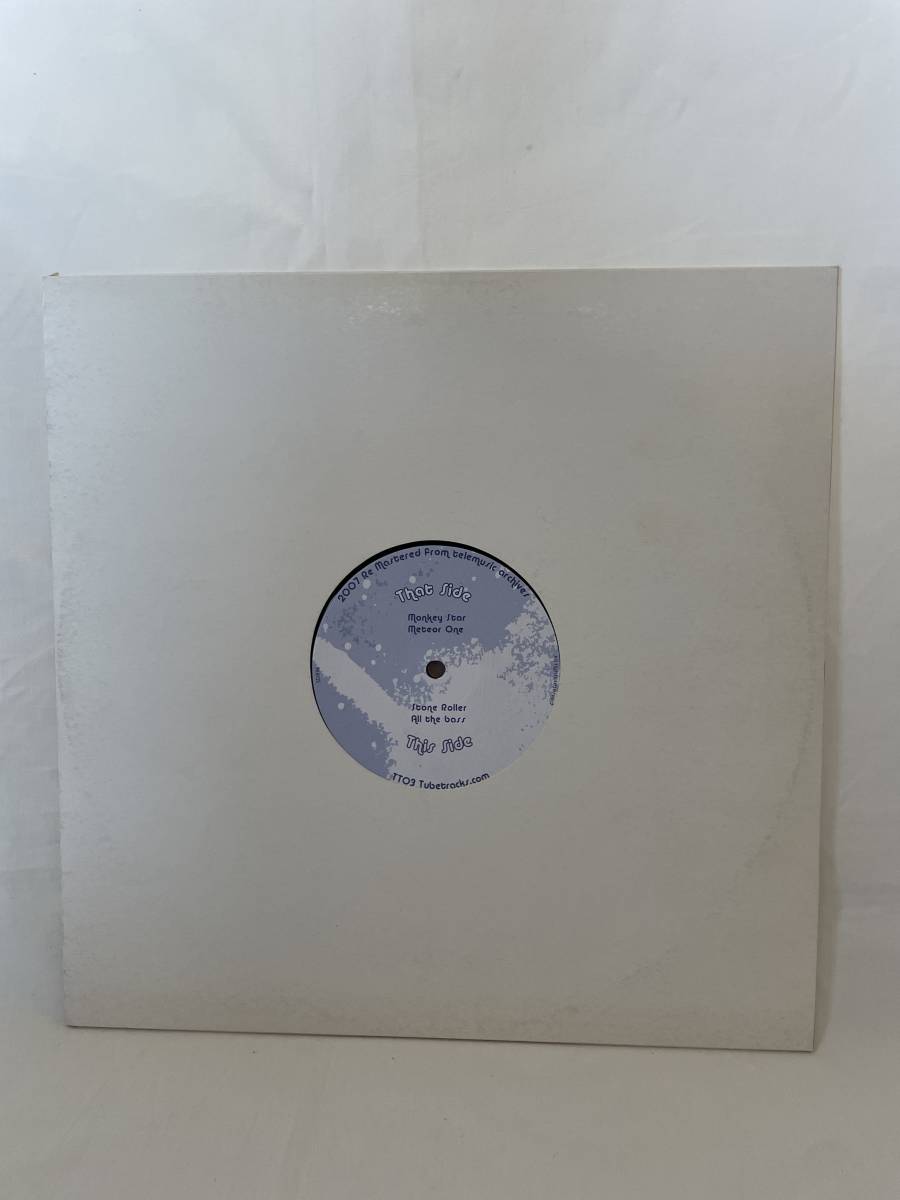 2007 Re Mastered From telemusic archives
That Side
Monkey Star
Meteor One
Stone Roller
All the bass
This Side
TT03 Tubetracks.com